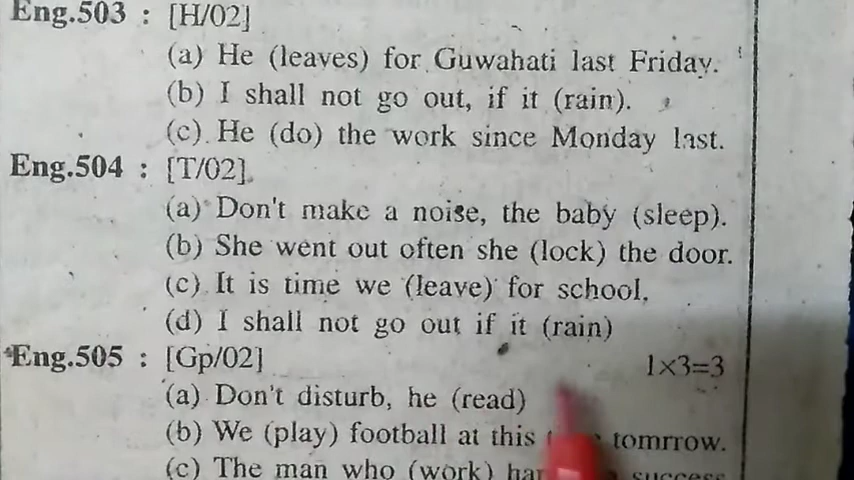 Eng.503 : [H/02]
(a) He (leaves) for Guwahati last Friday.
(b) I shall not go out, if it (rain).
(c) He (do) the work since Monday last.
Eng.504 : [T/02]
(a) Don't make a noise, the baby (sleep).
(b) She went out often she (lock) the door.
(c) It is time we (leave) for school,
(d) I shall not go out if it (rain)
Eng.505 : [Gp/02] 1×3=3
(a) Don't disturb, he (read)
(b) We (play) football at this tomrrow.
(c) The man who (work) success